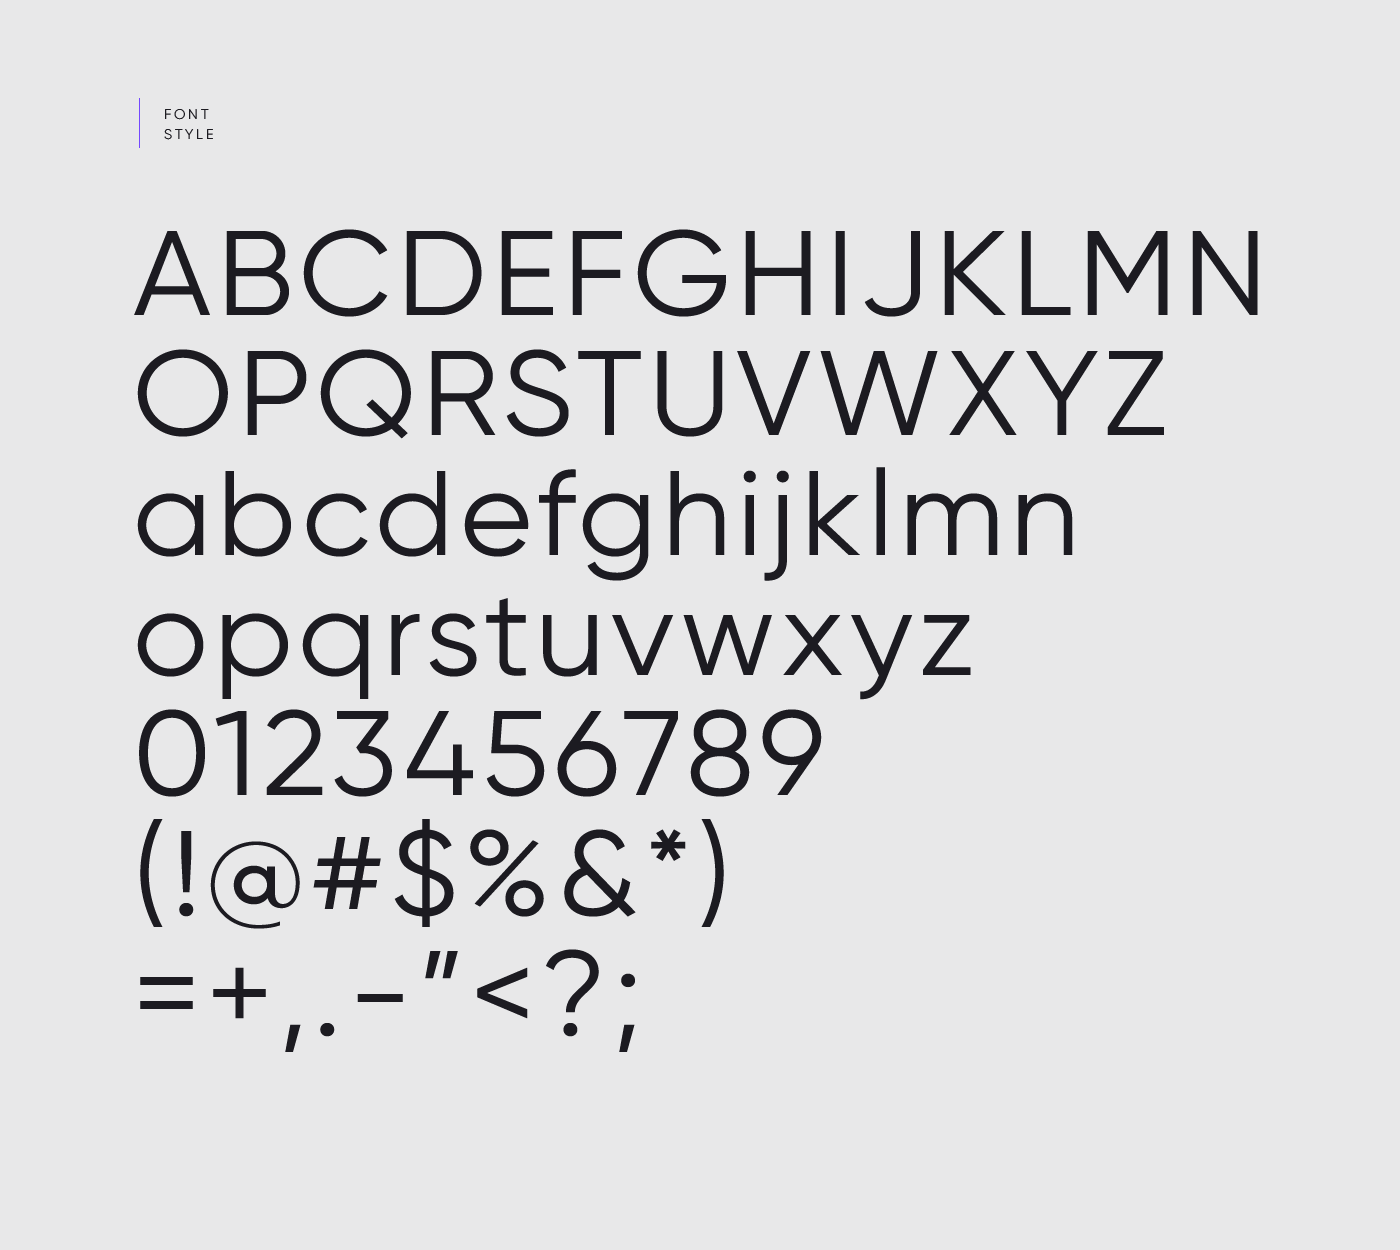 FONT
STYLE
ABCDEFGHIJKLMN
OPQRSTUVWXYZ
abcdefghijklmn
opqrstuvwxyz
0123456789
(!@#$%&*)
=+,.-"<?;